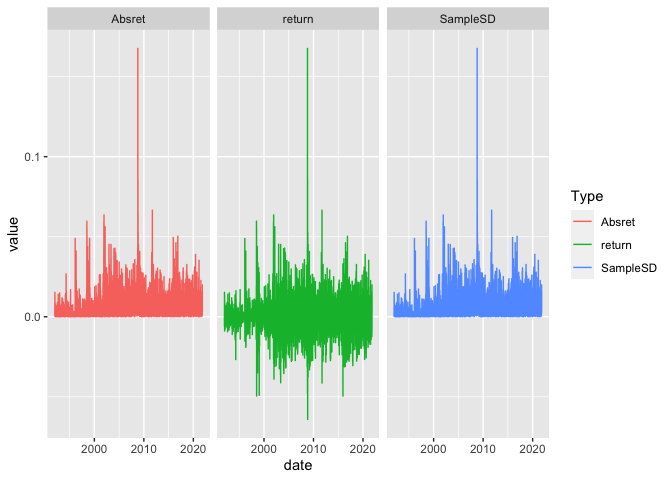 Absret return SampleSD
value
0.1
0.0
2000 2010 2020 2000 2010 2020 2000 2010 2020
date
Type
Absret
return
SampleSD